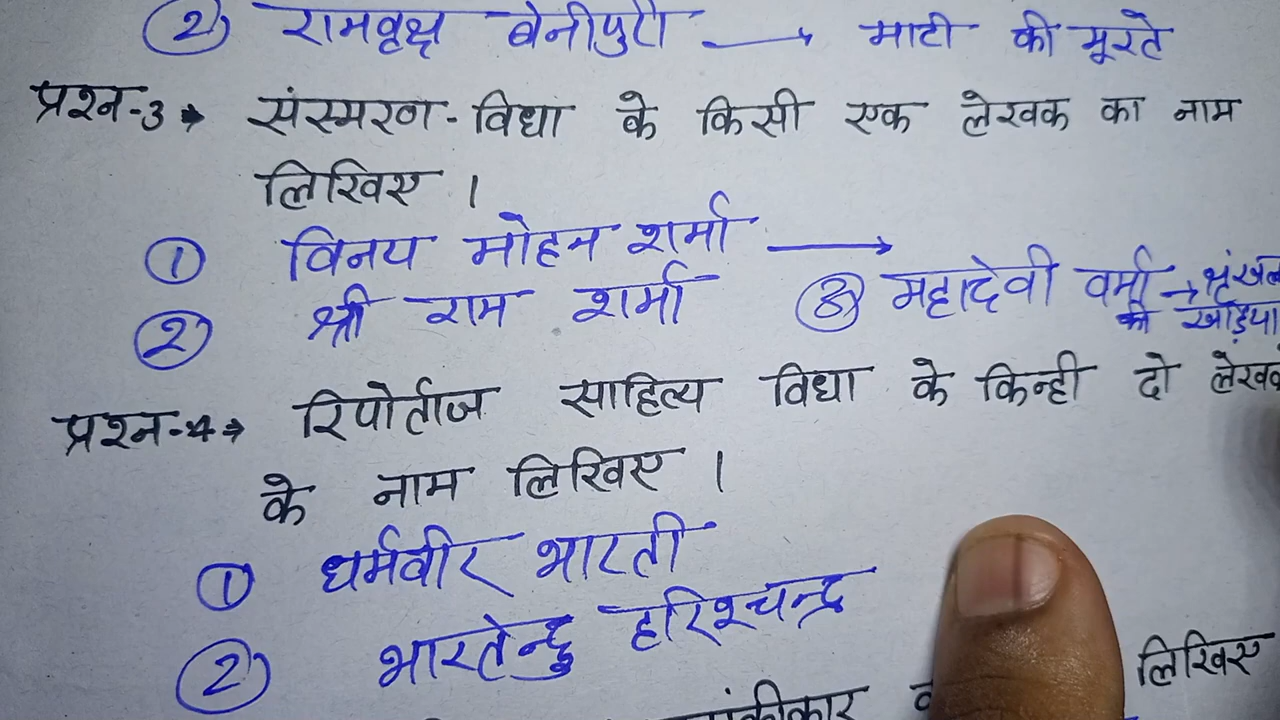 ② रामवृक्ष बेनीपुरी → माटी की मूरते
प्रश्न-3→ संस्मरण-विधा के किसी एक लेखक का नाम
लिखिए ।
① विनय मोहन शर्मा →
② श्री राम शर्मा ③ महादेवी वर्मा →
की
प्रश्न-4→ रिपोर्ताज साहित्य विधा के किन्ही दो लेखक
के नाम लिखिए ।
① धर्मवीर भारती
② भारतेन्दु हरिश्चन्द्र
लिखिए